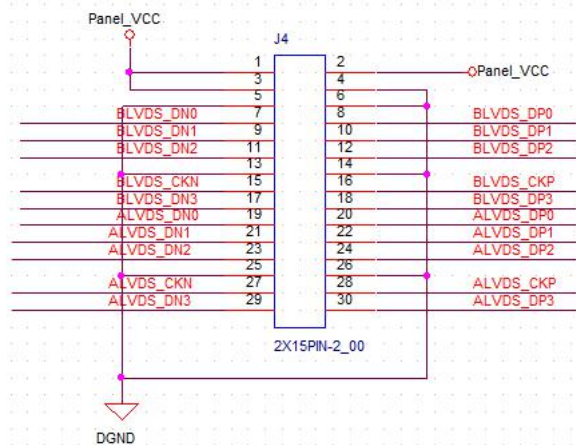 Panel_VCC
J4
1 2 Panel_VCC
3 4
5 6
BLVDS_DN0 7 8 BLVDS_DP0
BLVDS_DN1 9 10 BLVDS_DP1
BLVDS_DN2 11 12 BLVDS_DP2
13 14
BLVDS_CKN 15 16 BLVDS_CKP
BLVDS_DN3 17 18 BLVDS_DP3
ALVDS_DN0 19 20 ALVDS_DP0
ALVDS_DN1 21 22 ALVDS_DP1
ALVDS_DN2 23 24 ALVDS_DP2
25 26
ALVDS_CKN 27 28 ALVDS_CKP
ALVDS_DN3 29 30 ALVDS_DP3
2X15PIN-2_00
DGND